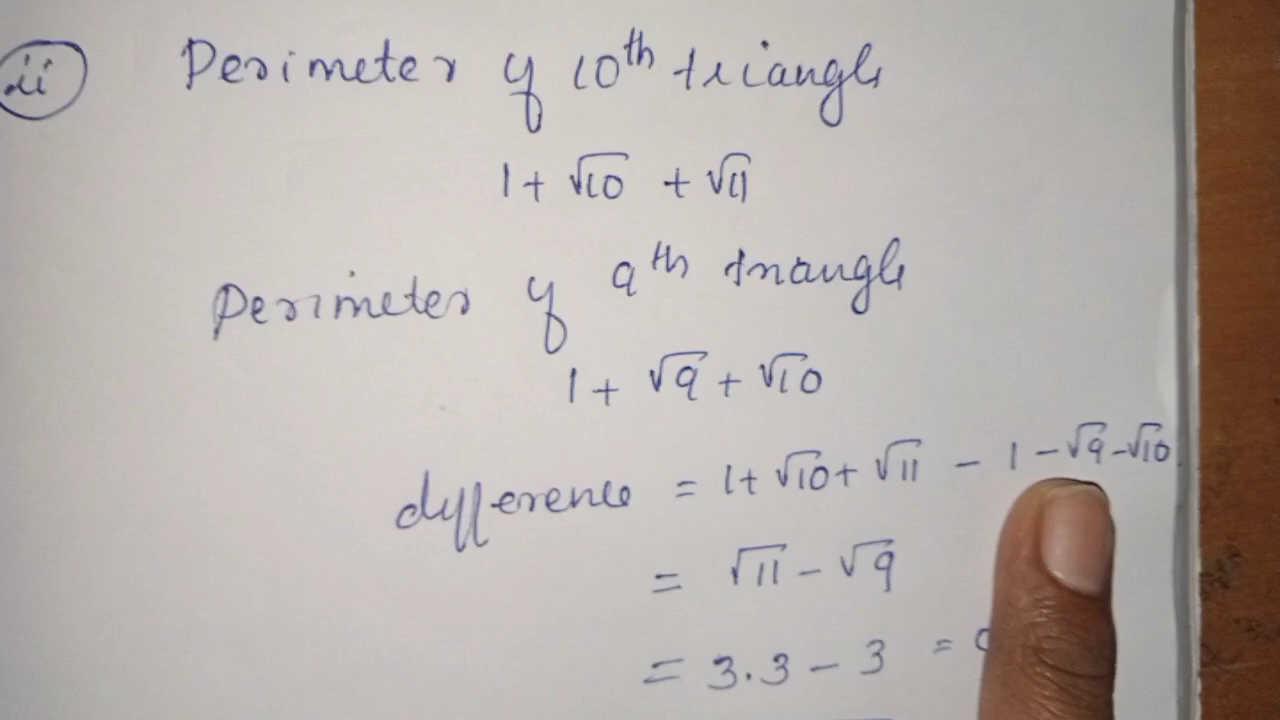 ii Perimeter of 10th triangle
1 + √10 + √11
Perimeter of 9th triangle
1 + √9 + √10
difference = 1 + √10 + √11 - 1 - √9 - √10
= √11 - √9
= 3.3 - 3 =